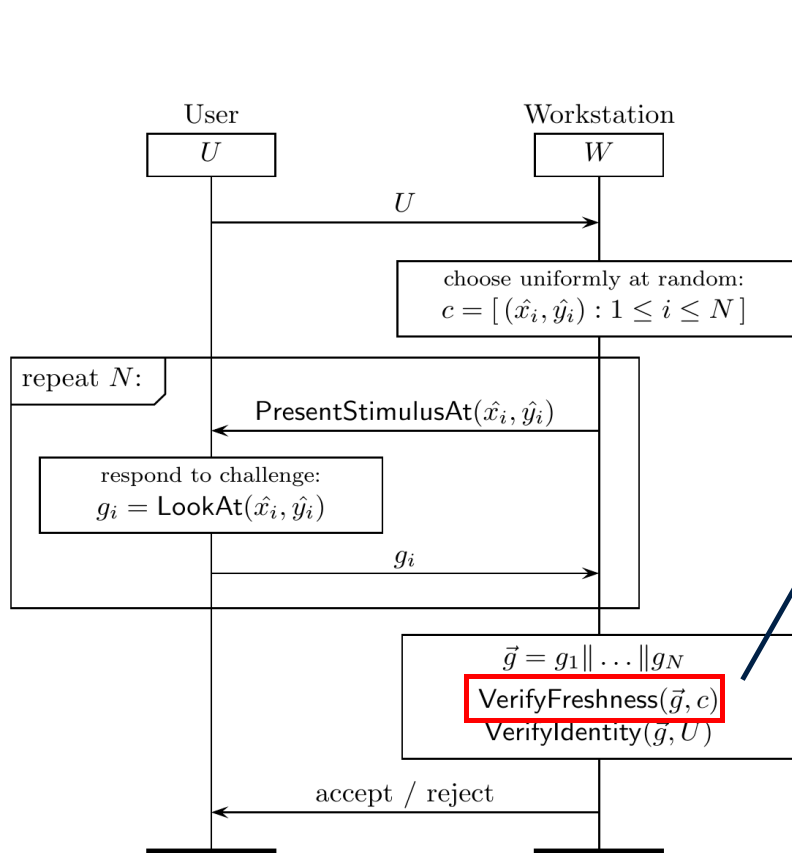 User
Workstation
U
W
U
choose uniformly at random:
c = [ (x̂ᵢ, ŷᵢ) : 1 ≤ i ≤ N ]
repeat N:
PresentStimulusAt(x̂ᵢ, ŷᵢ)
respond to challenge:
gᵢ = LookAt(x̂ᵢ, ŷᵢ)
gᵢ
g⃗ = g₁‖ … ‖g_N
VerifyFreshness(g⃗, c)
VerifyIdentity(g⃗, U)
accept / reject